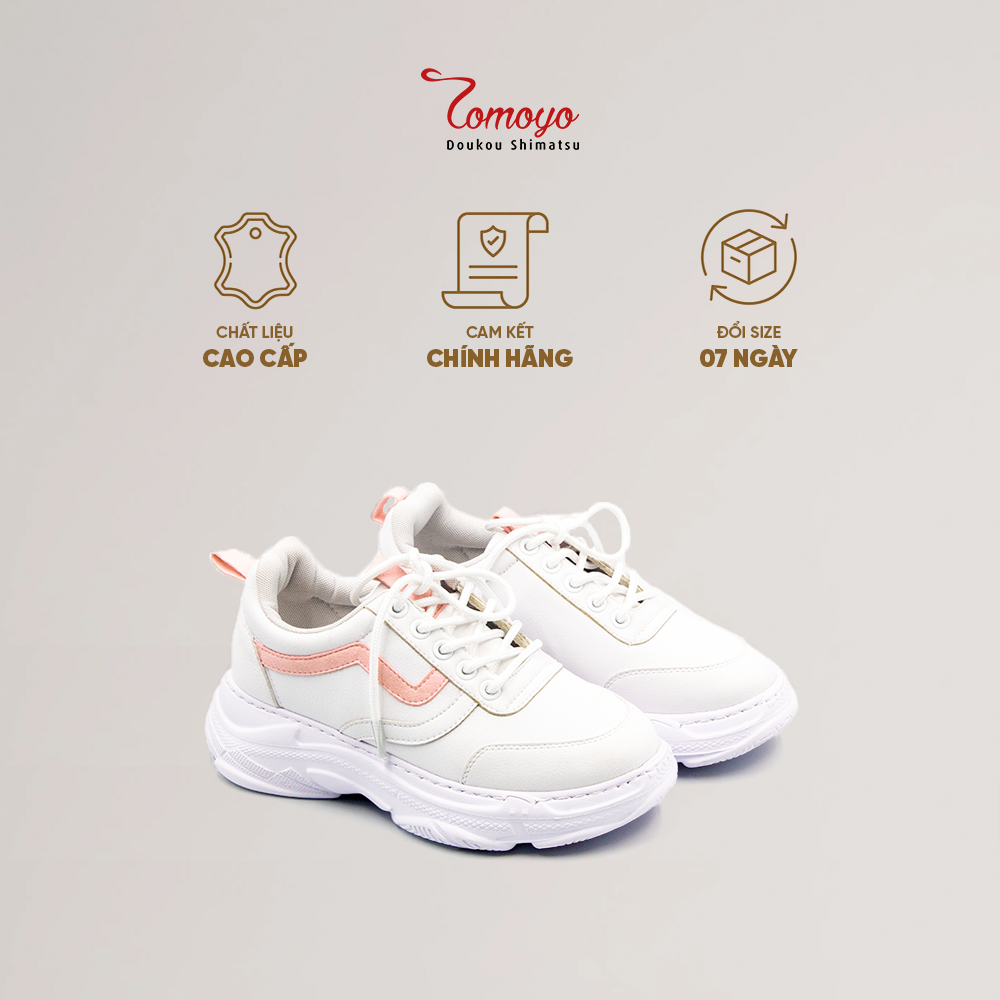 Tomoyo
Doukou Shimatsu
CHẤT LIỆU
CAO CẤP
CAM KẾT
CHÍNH HÃNG
ĐỔI SIZE
07 NGÀY